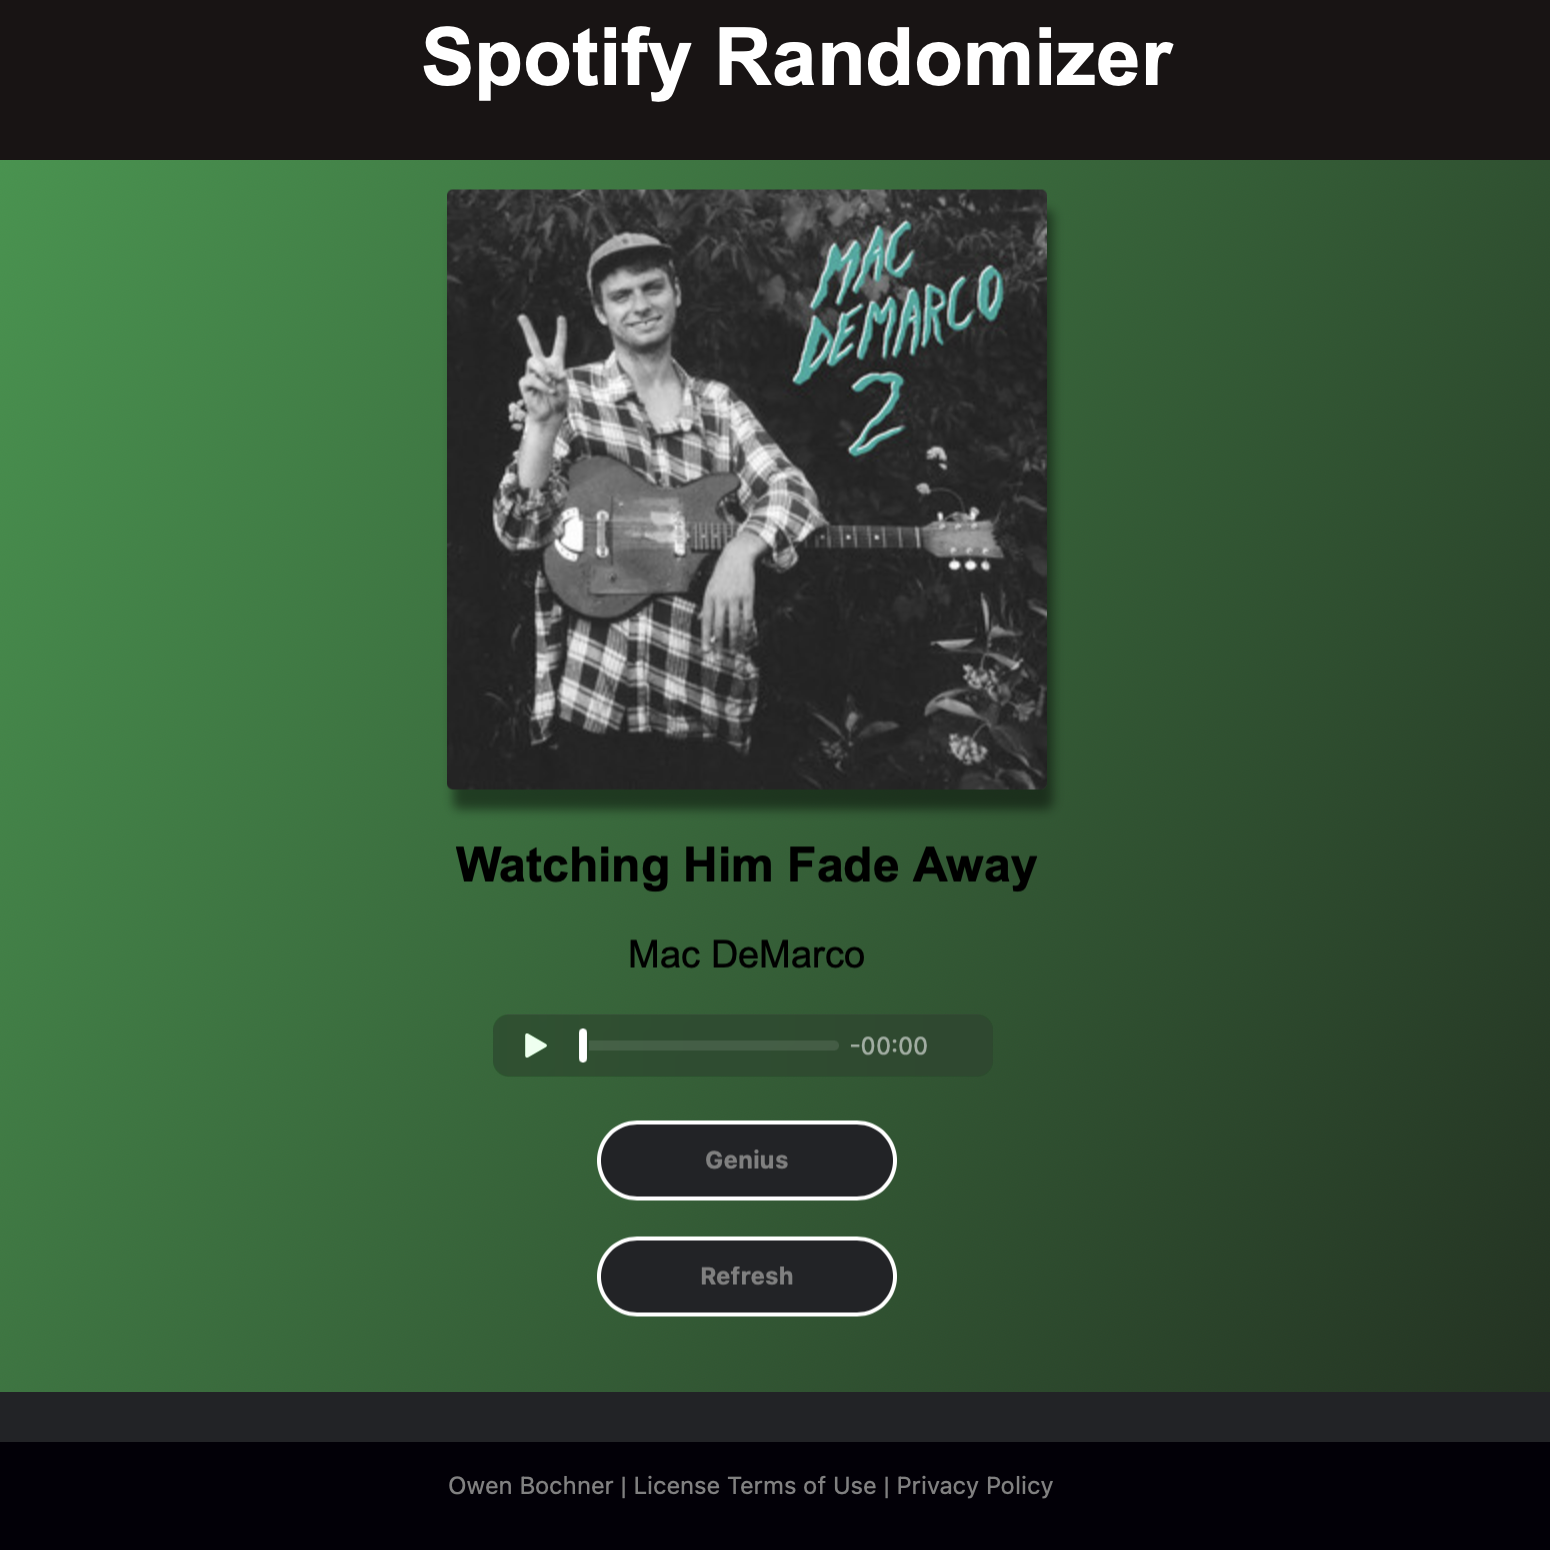 Spotify Randomizer
MAC
DEMARCO
2
Watching Him Fade Away
Mac DeMarco
-00:00
Genius
Refresh
Owen Bochner | License Terms of Use | Privacy Policy